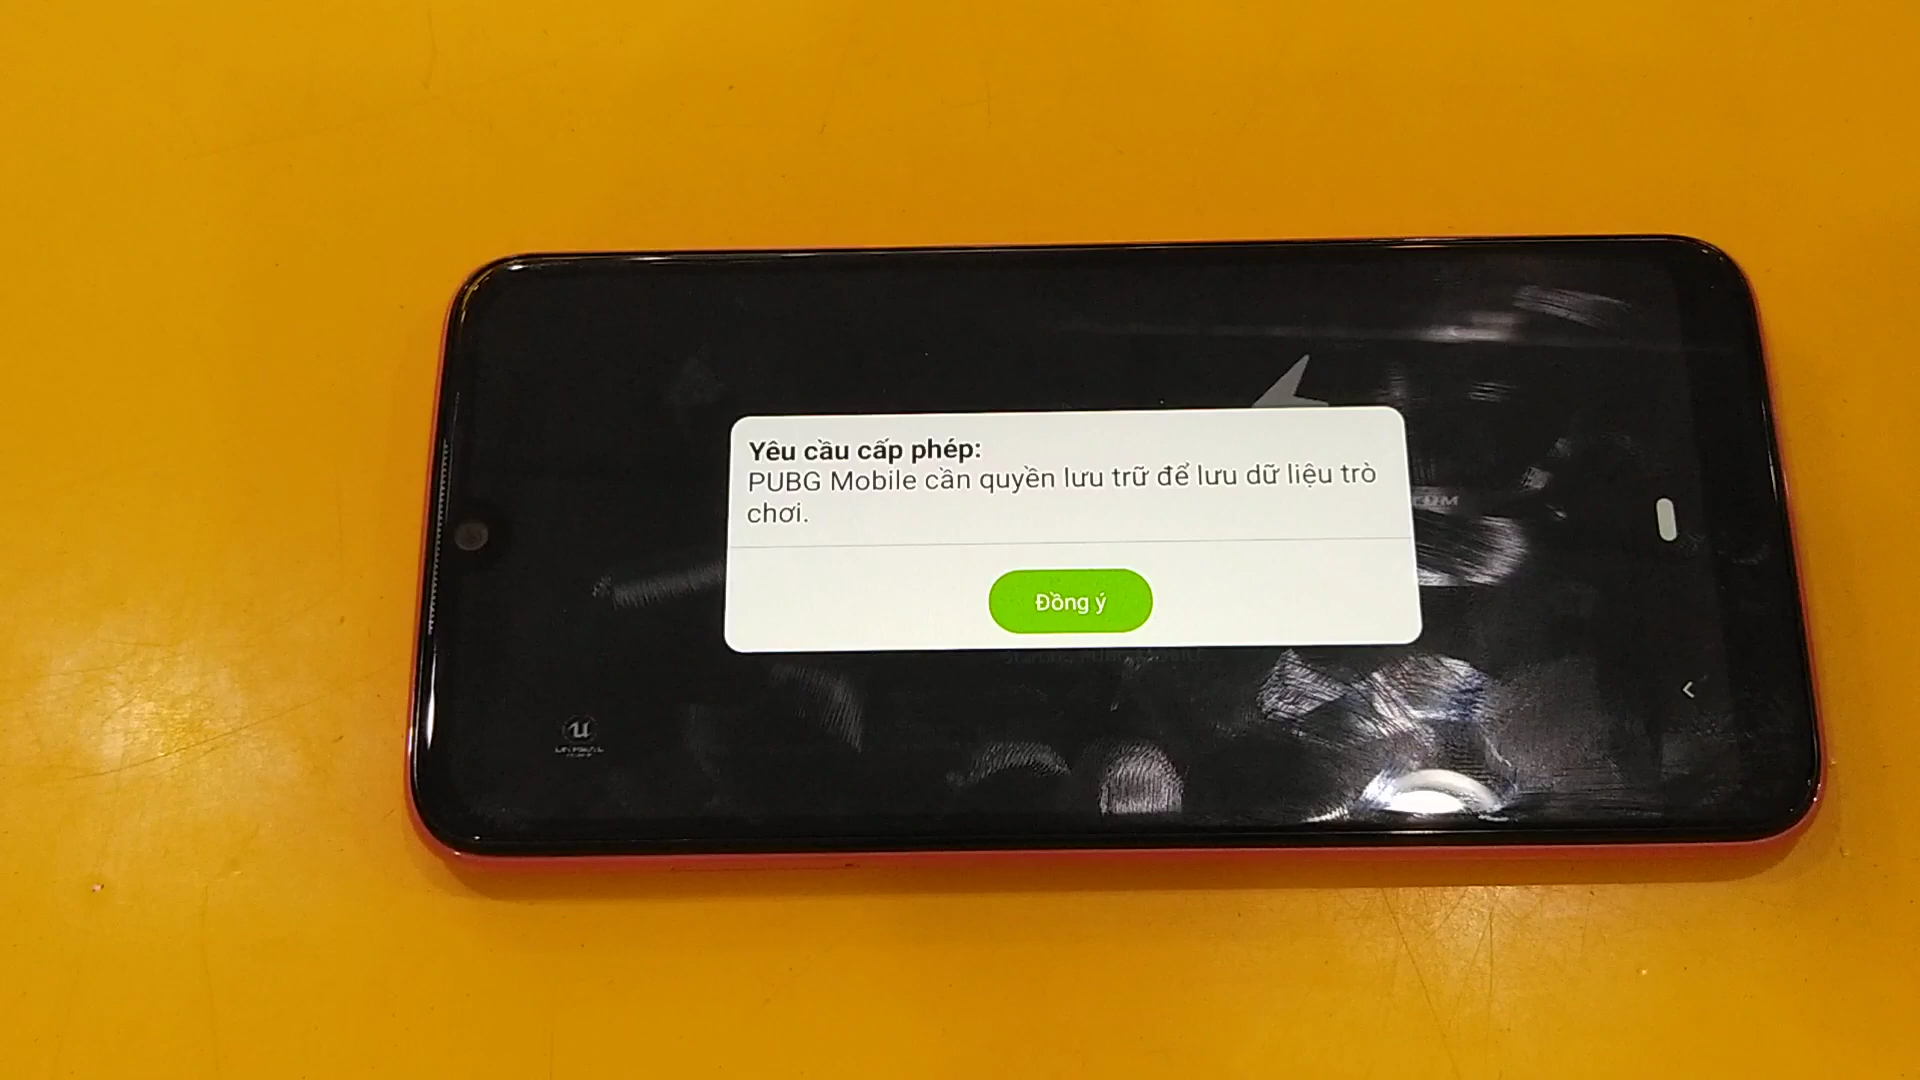 Yêu cầu cấp phép:
PUBG Mobile cần quyền lưu trữ để lưu dữ liệu trò
chơi.
Đồng ý